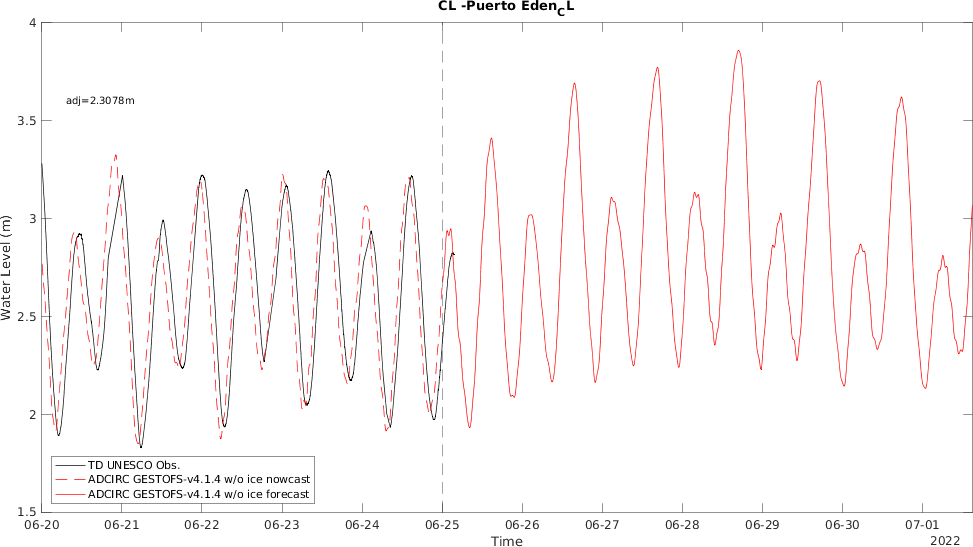 CL -Puerto Eden_CL
4
adj=2.3078m
3.5
3
Water Level (m)
2.5
2
TD UNESCO Obs.
ADCIRC GESTOFS-v4.1.4 w/o ice nowcast
ADCIRC GESTOFS-v4.1.4 w/o ice forecast
1.5
06-20 06-21 06-22 06-23 06-24 06-25 06-26 06-27 06-28 06-29 06-30 07-01
Time
2022